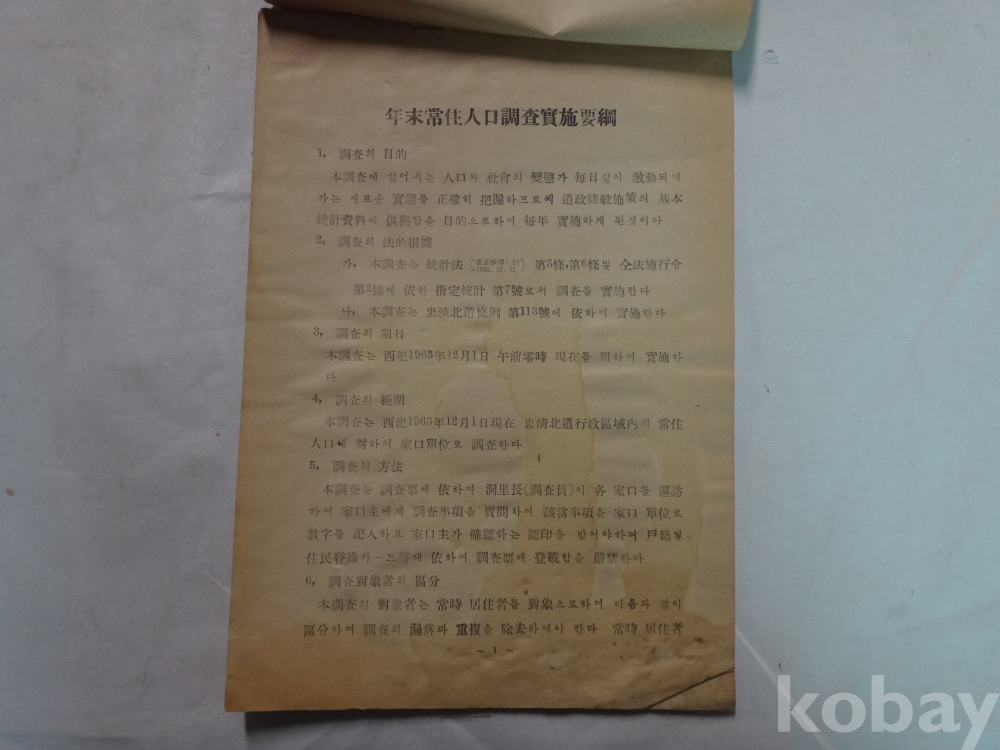 年末常住人口調査實施要綱
1, 調査의 目的
本調査에 있어서는 人口와 社會의 變態가 每日같이 激動되여
가는 새로운 實體를 正確히 把握하므로써 道政諸般施策의 基本
統計資料에 供與함을 目的으로하여 每年 實施하게 된것이다
2, 調査의 法的根據
가, 本調査는 統計法 (1962.12.12) 第5條,第6條및 仝法施行令
第2條에 依한 指定統計 第7號로서 調査를 實施한다
나, 本調査는 忠淸北道條例 第113號에 依하여 實施한다
3, 調査의 期日
本調査는 西紀1963年12月1日 午前零時 現在를 期하여 實施한
다
4, 調査의 範圍
本調査는 西紀1963年12月1日現在 忠淸北道行政區域內의 常住
人口에 對하여 家口單位로 調査한다
5, 調査의 方法
本調査는 調査票에 依하여 洞里長(調査員)이 各 家口를 巡訪
하여 家口主에게 調査事項을 質問하여 該當事項을 家口 單位로
數字를 記入하고 家口主가 確認하는 認印을 받어야하며 戶籍및
住民登錄카ー드等에 依하여 調査票에 登載함을 嚴禁한다
6, 調査對象者의 區分
本調査의 對象者는 常時 居住者를 對象으로하여 다음과 같이
區分하여 調査의 漏落과 重複을 除去하여야 한다 常時 居住者
~ 1 ~
kobay